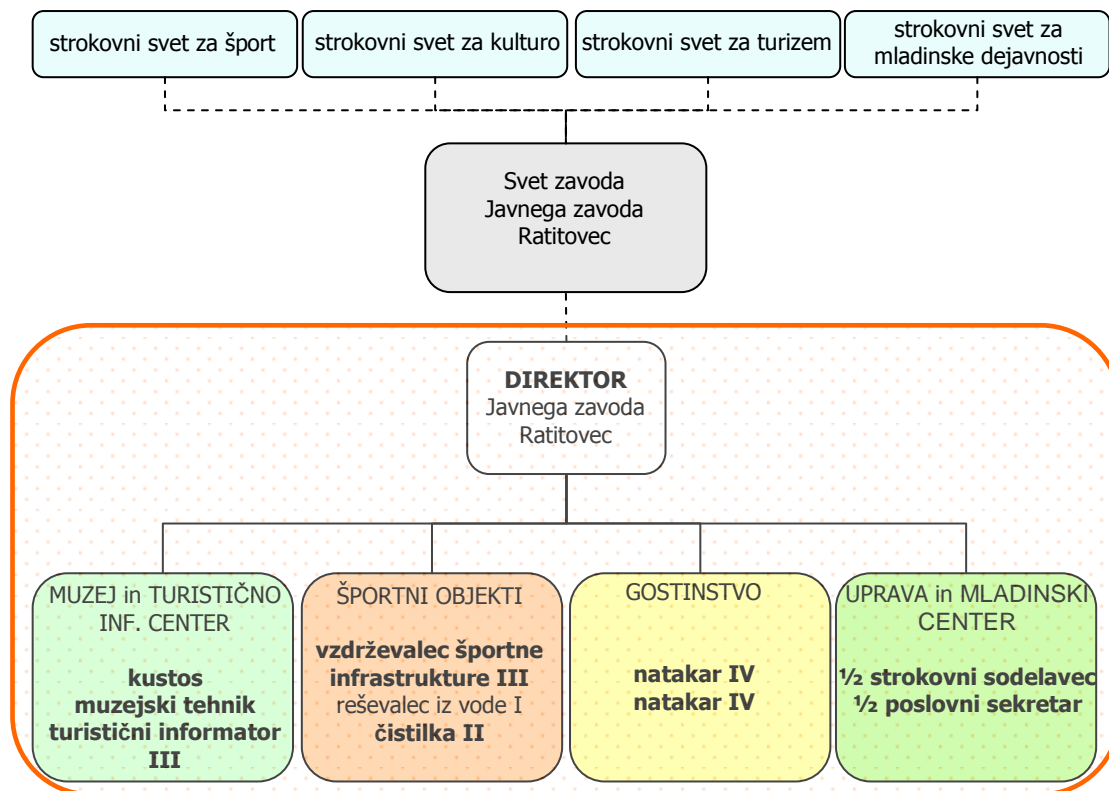 strokovni svet za šport
strokovni svet za kulturo
strokovni svet za turizem
strokovni svet za
mladinske dejavnosti
Svet zavoda
Javnega zavoda
Ratitovec
DIREKTOR
Javnega zavoda
Ratitovec
MUZEJ in TURISTIČNO
INF. CENTER
kustos
muzejski tehnik
turistični informator
III
ŠPORTNI OBJEKTI
vzdrževalec športne
infrastrukture III
reševalec iz vode I
čistilka II
GOSTINSTVO
natakar IV
natakar IV
UPRAVA in MLADINSKI
CENTER
½ strokovni sodelavec
½ poslovni sekretar